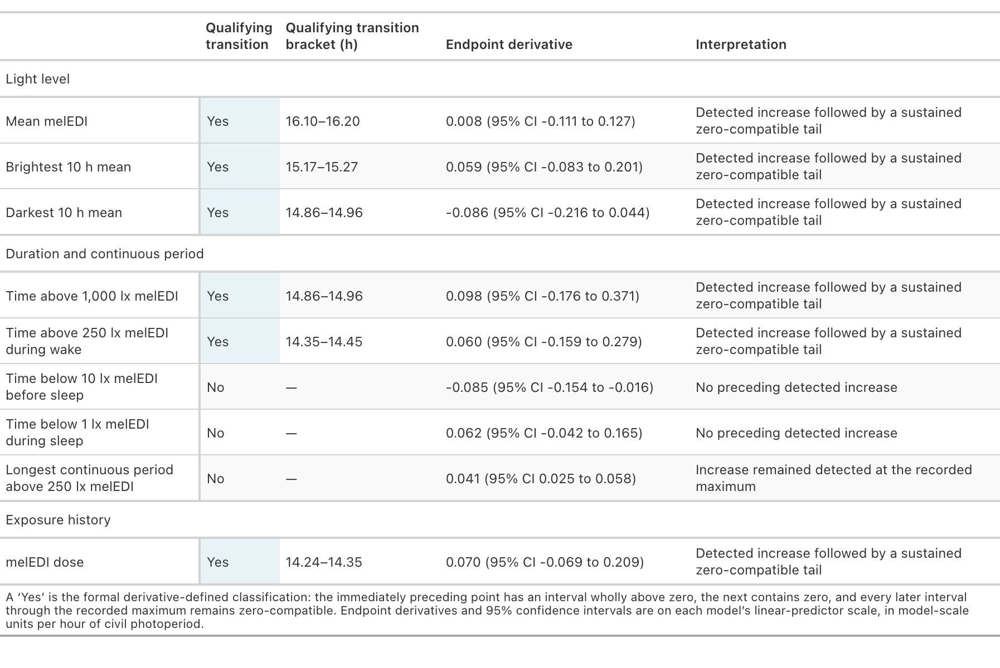 Qualifying transition | Qualifying transition bracket (h) | Endpoint derivative | Interpretation
Light level
Mean melEDI | Yes | 16.10–16.20 | 0.008 (95% CI -0.111 to 0.127) | Detected increase followed by a sustained zero-compatible tail
Brightest 10 h mean | Yes | 15.17–15.27 | 0.059 (95% CI -0.083 to 0.201) | Detected increase followed by a sustained zero-compatible tail
Darkest 10 h mean | Yes | 14.86–14.96 | -0.086 (95% CI -0.216 to 0.044) | Detected increase followed by a sustained zero-compatible tail
Duration and continuous period
Time above 1,000 lx melEDI | Yes | 14.86–14.96 | 0.098 (95% CI -0.176 to 0.371) | Detected increase followed by a sustained zero-compatible tail
Time above 250 lx melEDI during wake | Yes | 14.35–14.45 | 0.060 (95% CI -0.159 to 0.279) | Detected increase followed by a sustained zero-compatible tail
Time below 10 lx melEDI before sleep | No | — | -0.085 (95% CI -0.154 to -0.016) | No preceding detected increase
Time below 1 lx melEDI during sleep | No | — | 0.062 (95% CI -0.042 to 0.165) | No preceding detected increase
Longest continuous period above 250 lx melEDI | No | — | 0.041 (95% CI 0.025 to 0.058) | Increase remained detected at the recorded maximum
Exposure history
melEDI dose | Yes | 14.24–14.35 | 0.070 (95% CI -0.069 to 0.209) | Detected increase followed by a sustained zero-compatible tail
A ‘Yes’ is the formal derivative-defined classification: the immediately preceding point has an interval wholly above zero, the next contains zero, and every later interval
through the recorded maximum remains zero-compatible. Endpoint derivatives and 95% confidence intervals are on each model’s linear-predictor scale, in model-scale
units per hour of civil photoperiod.